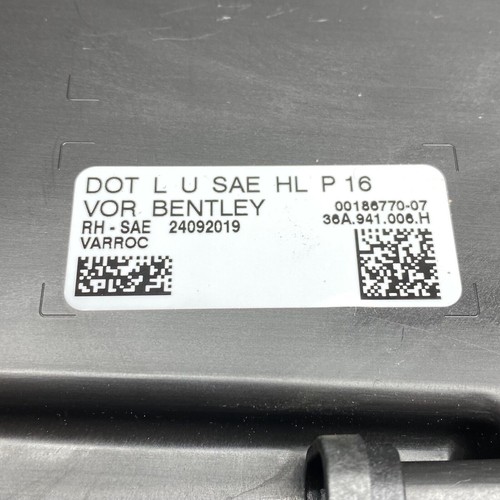 DOT L U SAE HL P 16
VOR BENTLEY 00186770-07
RH - SAE 24092019 36A.941.006.H
VARROC